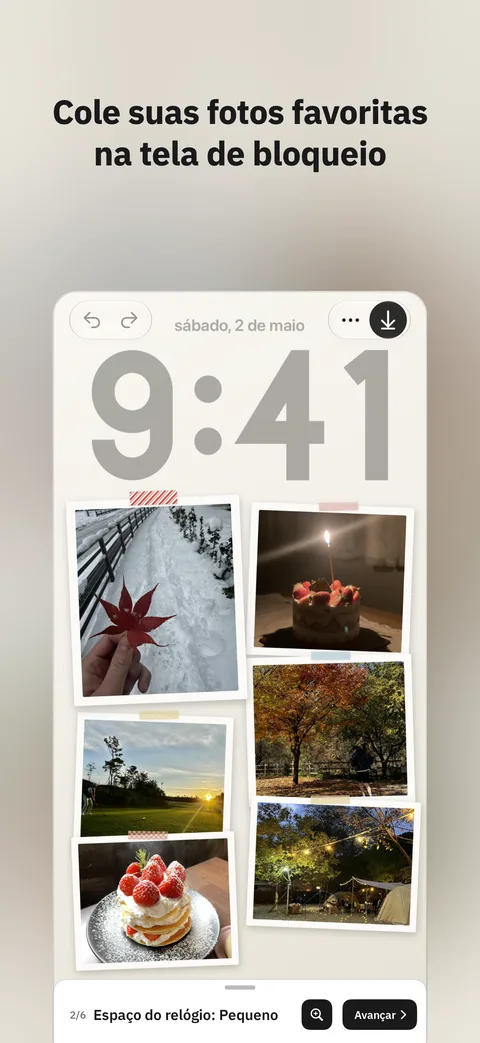 Cole suas fotos favoritas
na tela de bloqueio
sábado, 2 de maio
9:41
2/6 Espaço do relógio: Pequeno
Avançar